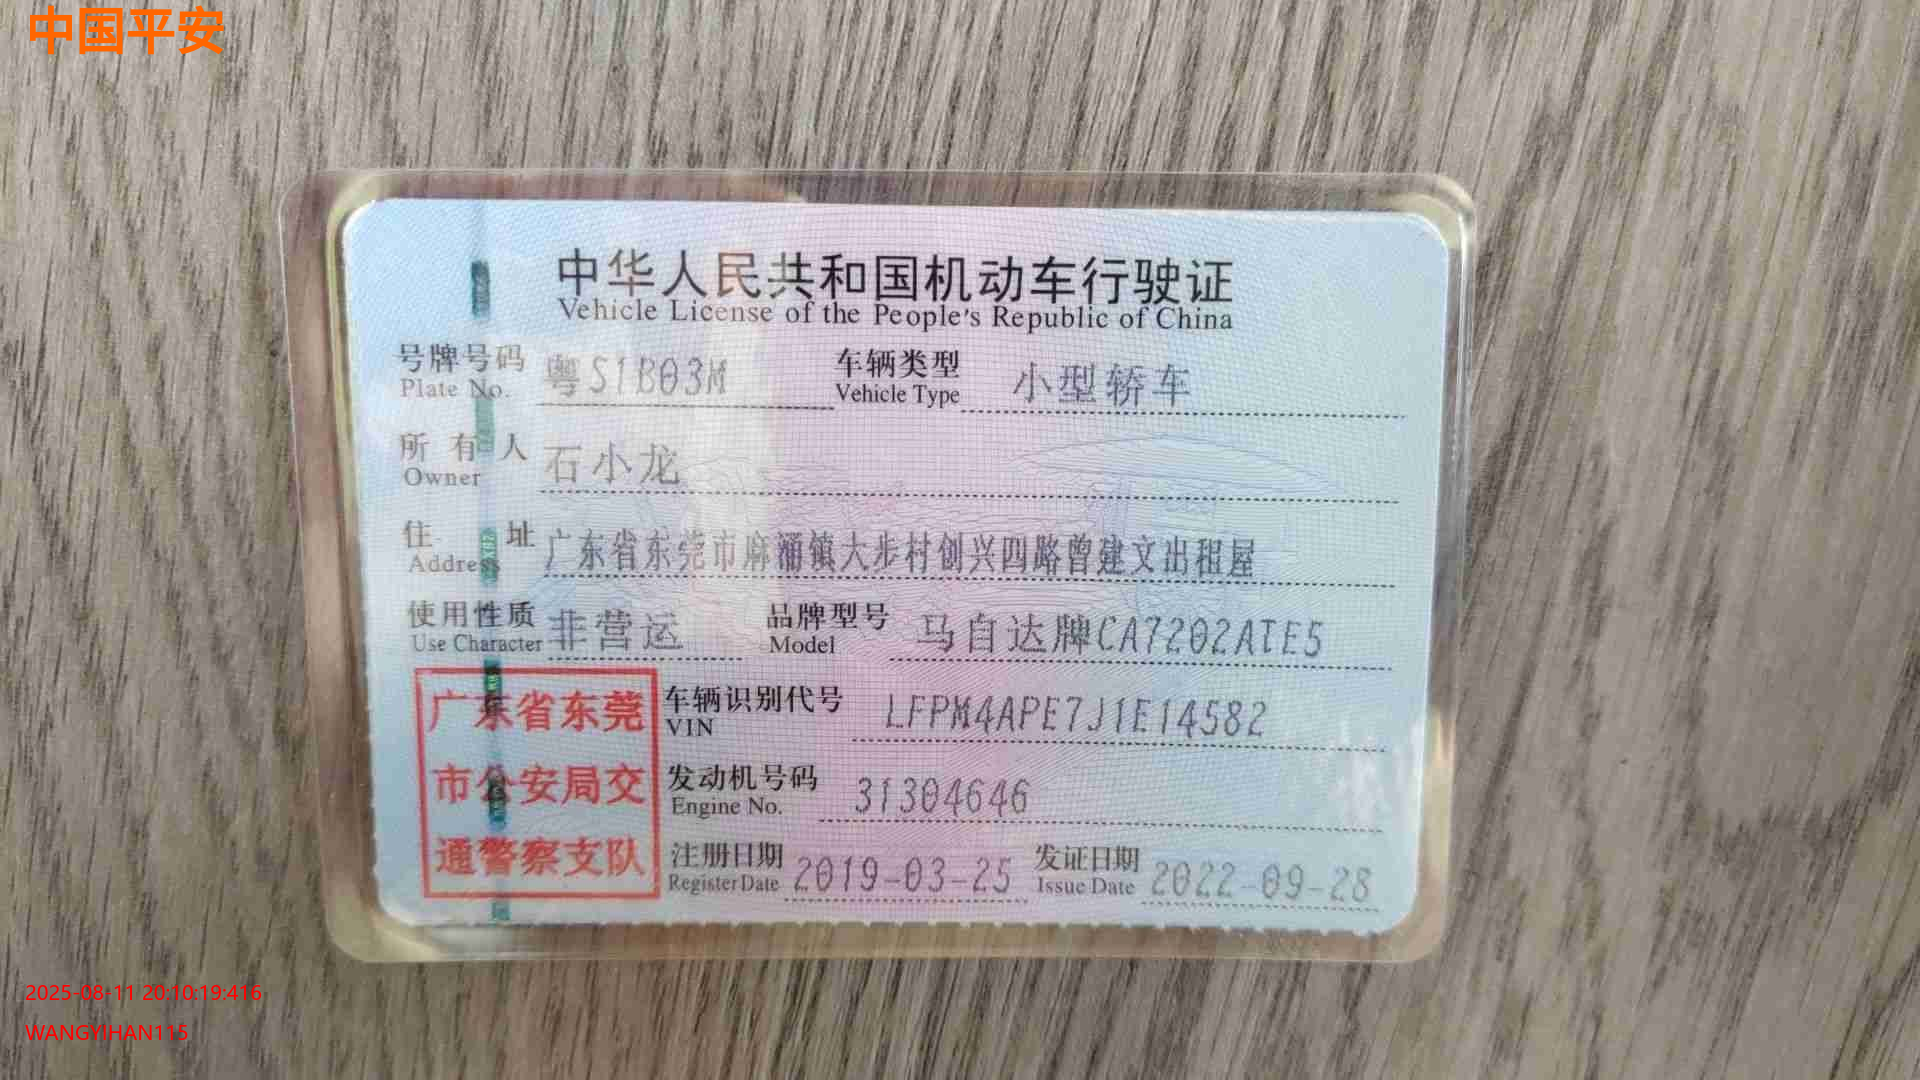 中国平安
中华人民共和国机动车行驶证
Vehicle License of the People's Republic of China
号牌号码 粤S1B03M 车辆类型 小型轿车
Plate No. Vehicle Type
所有人 石小龙
Owner
住址 广东省东莞市麻涌镇大步村创兴四路曾建文出租屋
Address
使用性质 非营运 品牌型号 马自达牌CA7202ATE5
Use Character Model
广东省东莞 车辆识别代号 LFPM4APE7J1E14582
VIN
市公安局交 发动机号码 31304646
Engine No.
通警察支队 注册日期 2019-03-25 发证日期 2022-09-28
Register Date Issue Date
2025-08-11 20:10:19:416
WANGYIHAN115